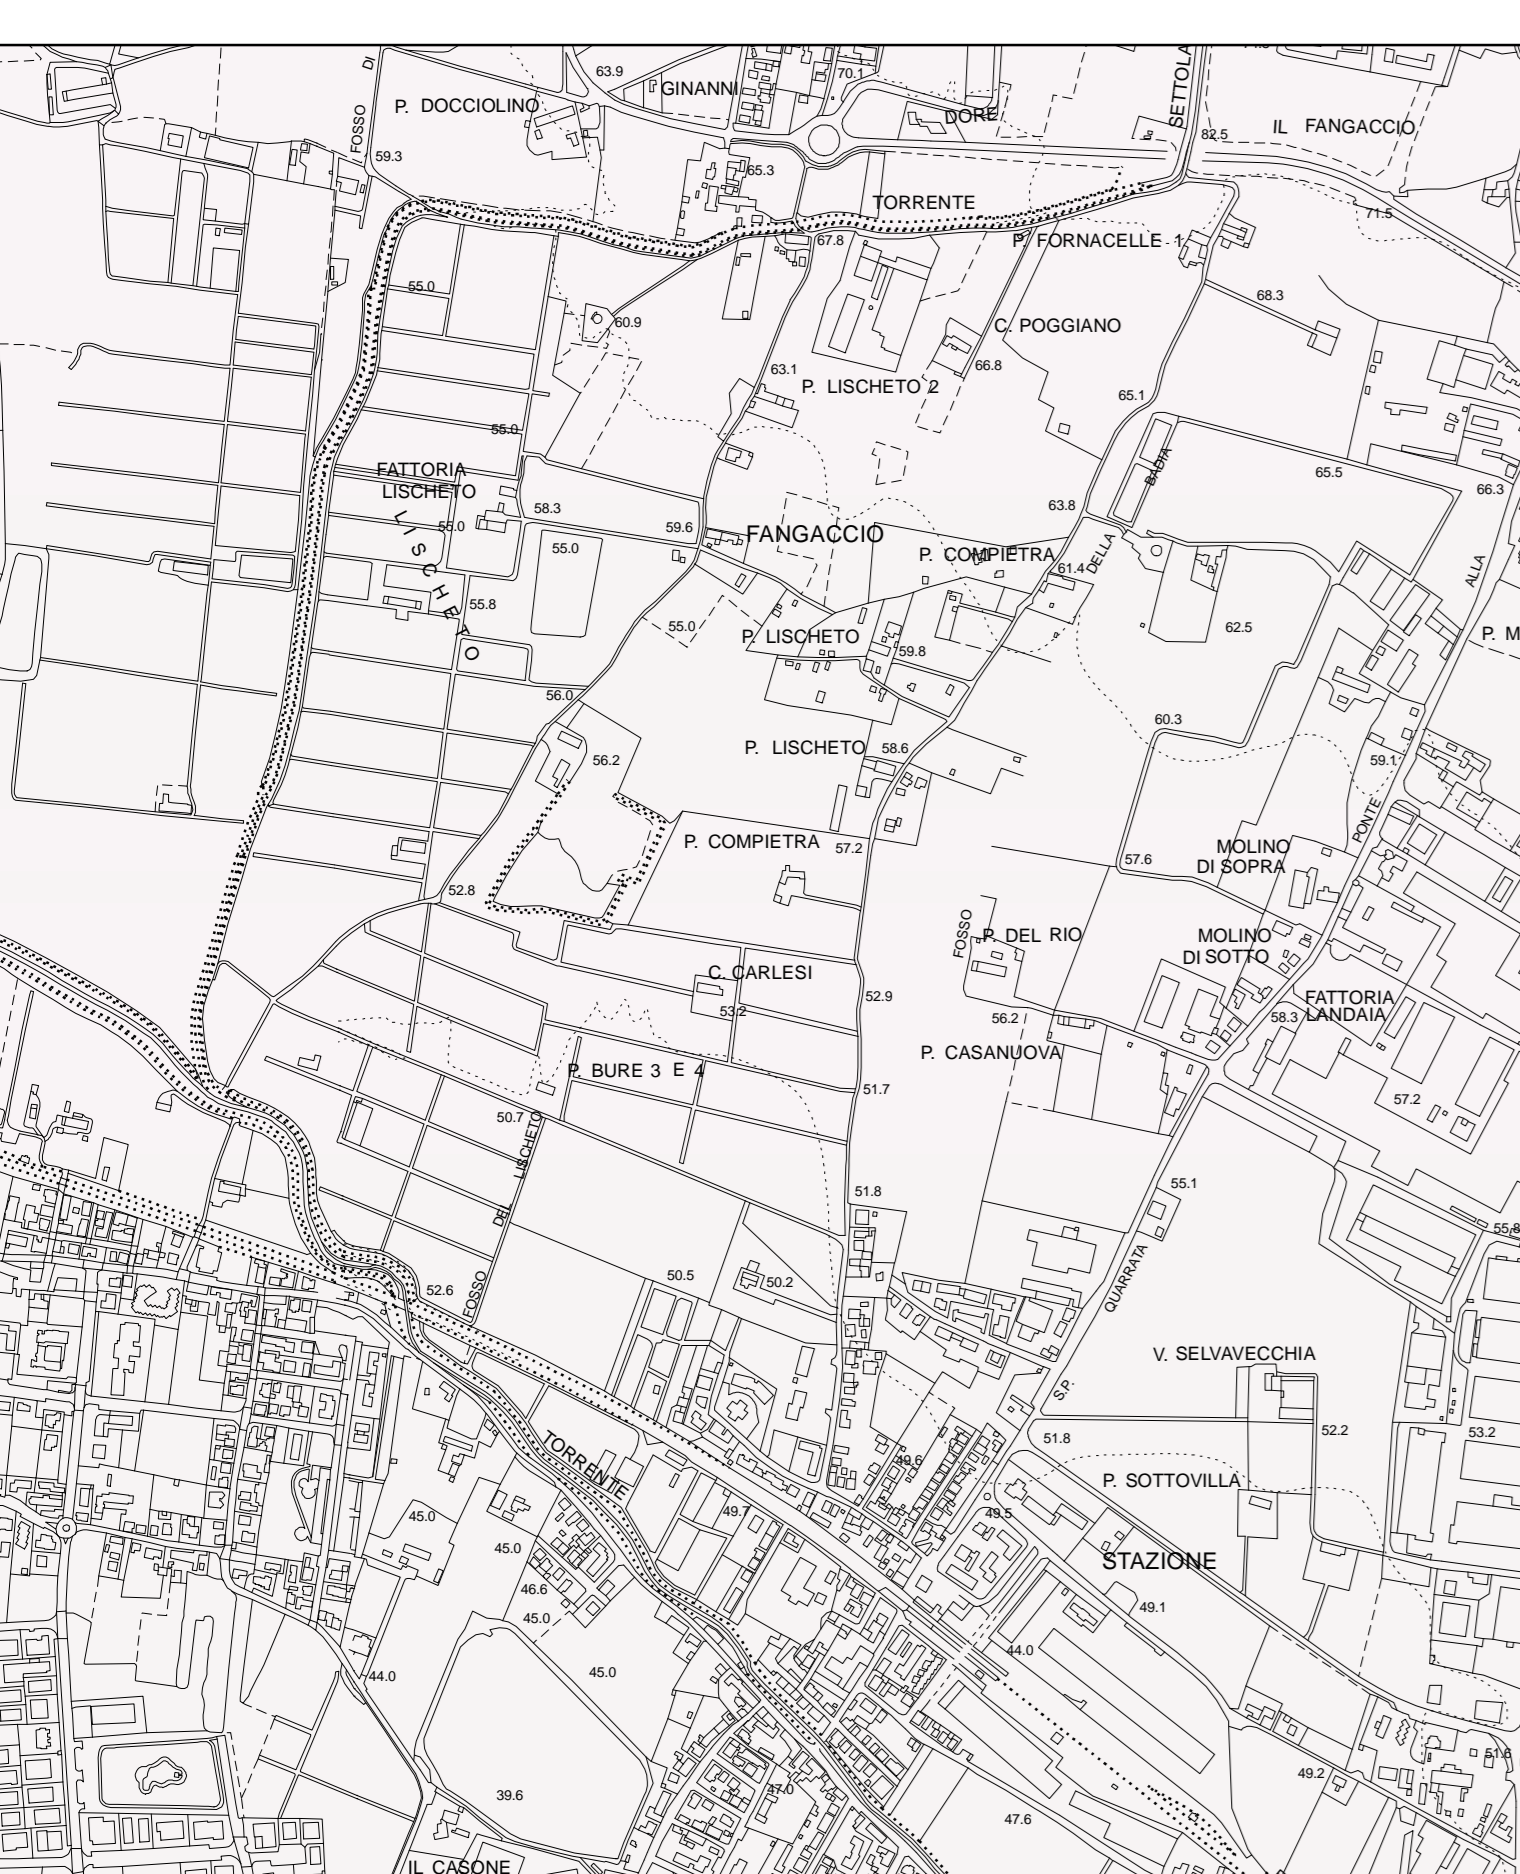 DI
63.9
GINANNI
70.1
SETTOLA
P. DOCCIOLINO
DORE
IL FANGACCIO
FOSSO
59.3
82.5
65.3
TORRENTE
71.5
67.8
P. FORNACELLE 1
55.0
68.3
60.9
C. POGGIANO
63.1
66.8
P. LISCHETO 2
65.1
55.0
BADIA
65.5
FATTORIA
LISCHETO
66.3
58.3
63.8
LISCHETO
55.0
59.6
FANGACCIO
55.0
P. COMPIETRA
DELLA
61.4
ALLA
55.8
55.0
P. LISCHETO
62.5
P. M
59.8
56.0
60.3
56.2
P. LISCHETO
58.6
59.1
PONTE
P. COMPIETRA
57.2
MOLINO
DI SOPRA
57.6
52.8
FOSSO
P. DEL RIO
MOLINO
DI SOTTO
C. CARLESI
52.9
FATTORIA
LANDAIA
53.2
56.2
58.3
P. CASANUOVA
P. BURE 3 E 4
51.7
57.2
50.7
LISCHETO
51.8
55.1
DEL
55.8
50.5
50.2
QUARRATA
52.6
FOSSO
V. SELVAVECCHIA
S.P.
51.8
52.2
53.2
TORRENTE
49.6
P. SOTTOVILLA
45.0
49.7
49.5
45.0
STAZIONE
46.6
45.0
49.1
44.0
45.0
44.0
51.6
49.2
39.6
47.0
47.6
IL CASONE